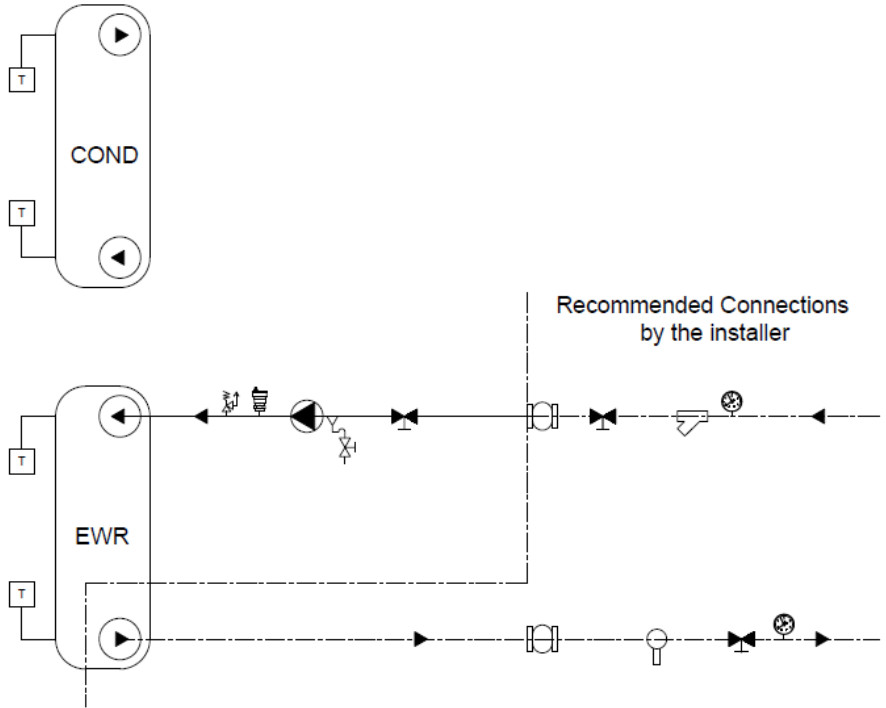 T
COND
T
Recommended Connections
by the installer
T
EWR
T